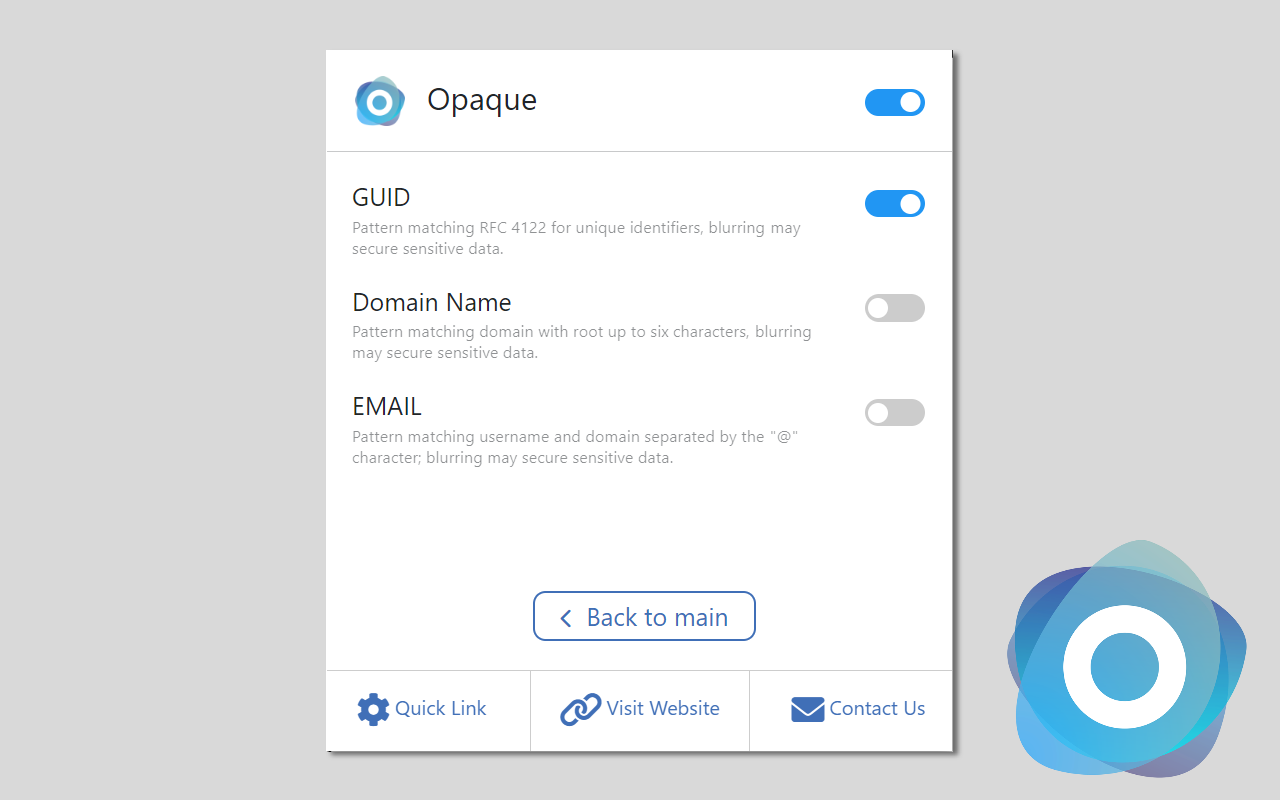 Opaque
GUID
Pattern matching RFC 4122 for unique identifiers, blurring may
secure sensitive data.
Domain Name
Pattern matching domain with root up to six characters, blurring
may secure sensitive data.
EMAIL
Pattern matching username and domain separated by the "@"
character; blurring may secure sensitive data.
Back to main
Quick Link
Visit Website
Contact Us